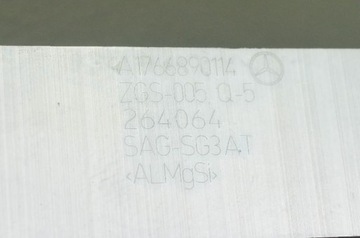 A1766890114
ZGS-005 Q-5
264064
SAG-SG3AT
<ALMgSi>